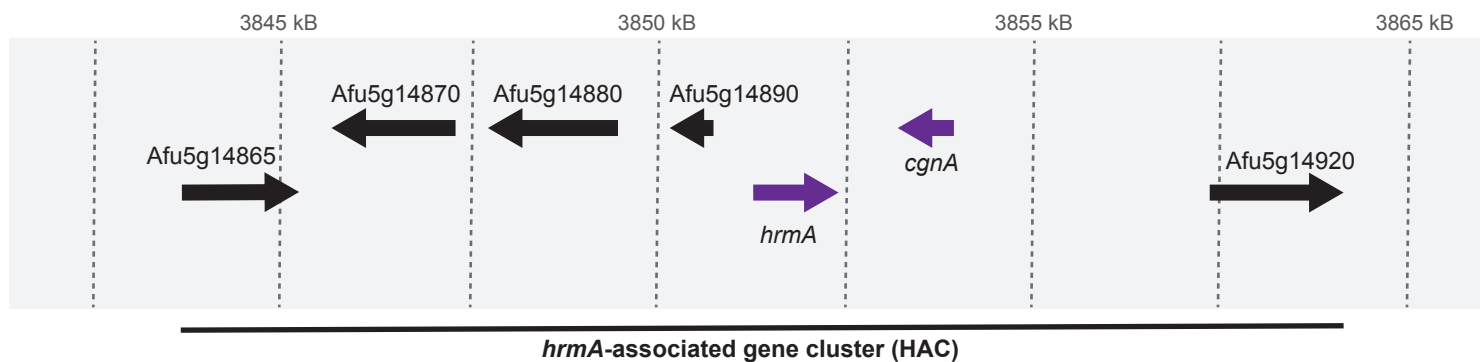 3845 kB 3850 kB 3855 kB 3865 kB
Afu5g14870 Afu5g14880 Afu5g14890
Afu5g14865 cgnA Afu5g14920
hrmA
hrmA-associated gene cluster (HAC)